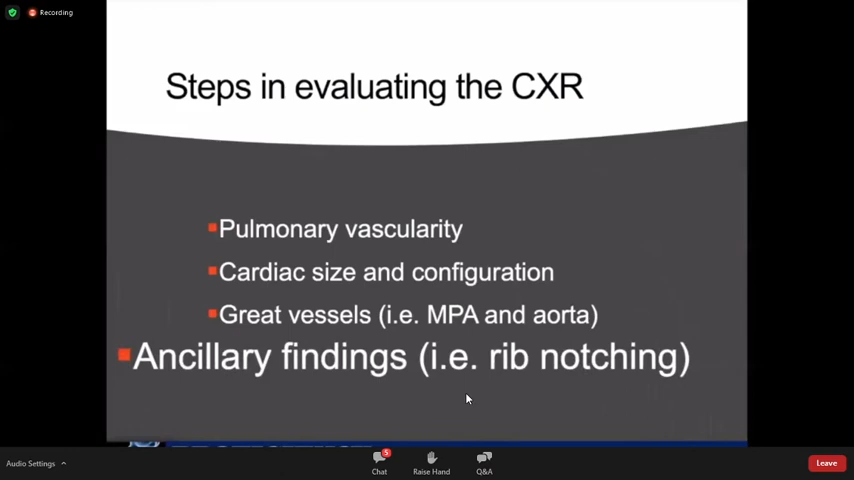 Recording
Steps in evaluating the CXR
Pulmonary vascularity
Cardiac size and configuration
Great vessels (i.e. MPA and aorta)
Ancillary findings (i.e. rib notching)
Audio Settings
5
Chat
Raise Hand
Q&A
Leave